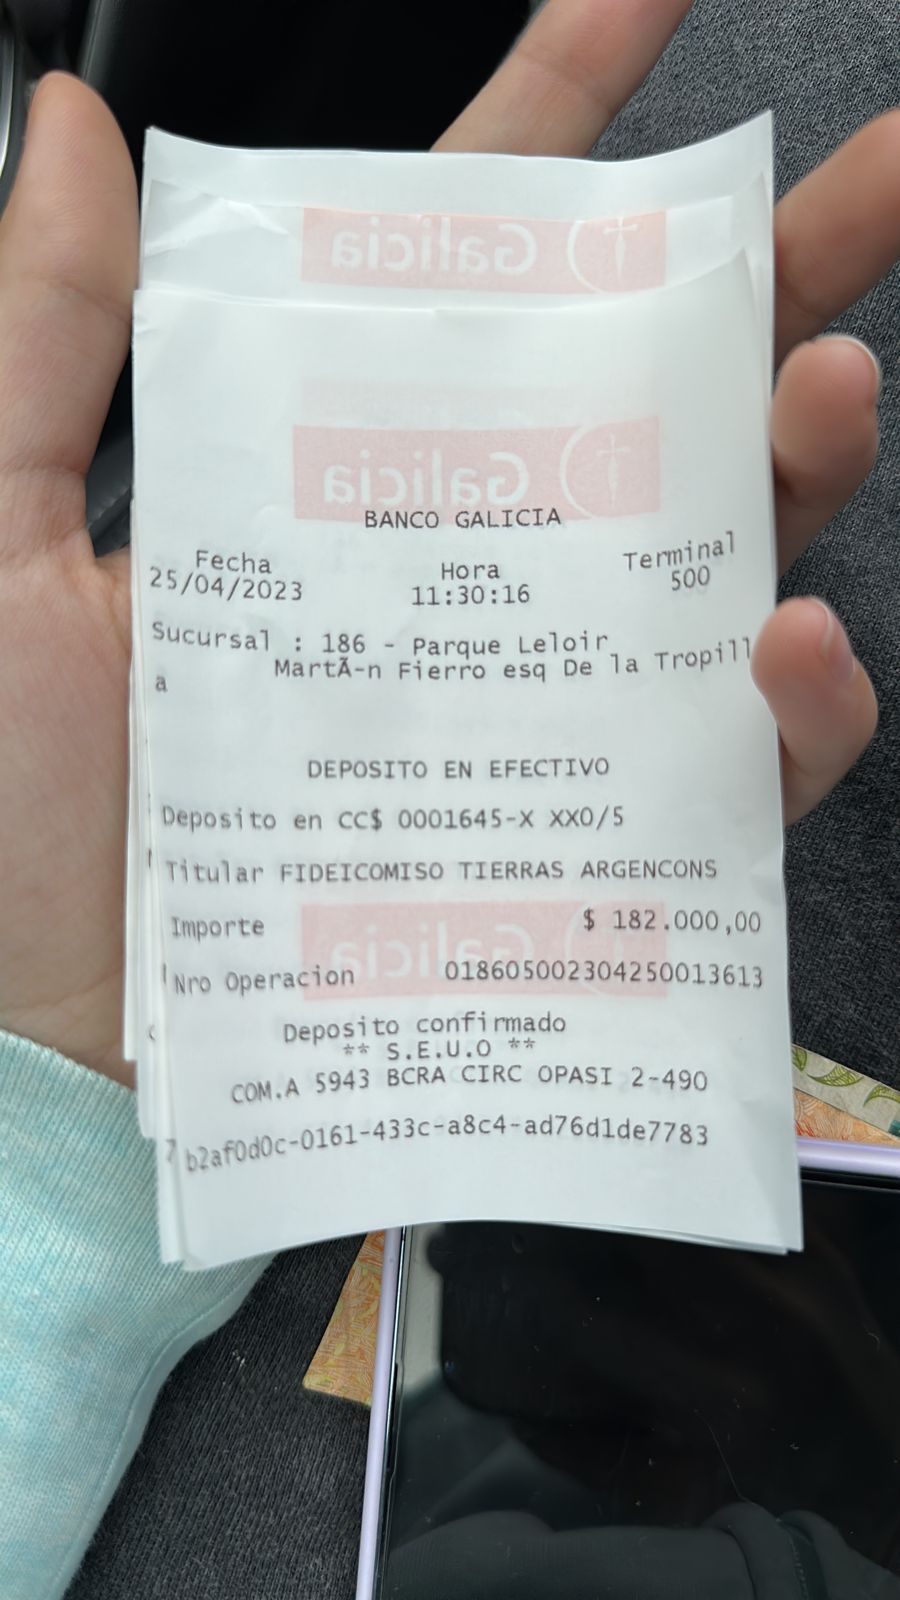 Galicia
Galicia
BANCO GALICIA
Fecha Hora Terminal
25/04/2023 11:30:16 500
Sucursal : 186 - Parque Leloir
MartÃ-n Fierro esq De la Tropill
a
DEPOSITO EN EFECTIVO
Deposito en CC$ 0001645-X XX0/5
Titular FIDEICOMISO TIERRAS ARGENCONS
Importe $ 182.000,00
Galicia
Nro Operacion 018605002304250013613
Deposito confirmado
** S.E.U.O **
COM.A 5943 BCRA CIRC OPASI 2-490
b2af0d0c-0161-433c-a8c4-ad76d1de7783